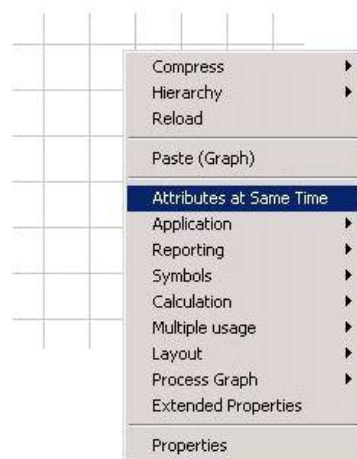 Compress
Hierarchy
Reload
Paste (Graph)
Attributes at Same Time
Application
Reporting
Symbols
Calculation
Multiple usage
Layout
Process Graph
Extended Properties
Properties